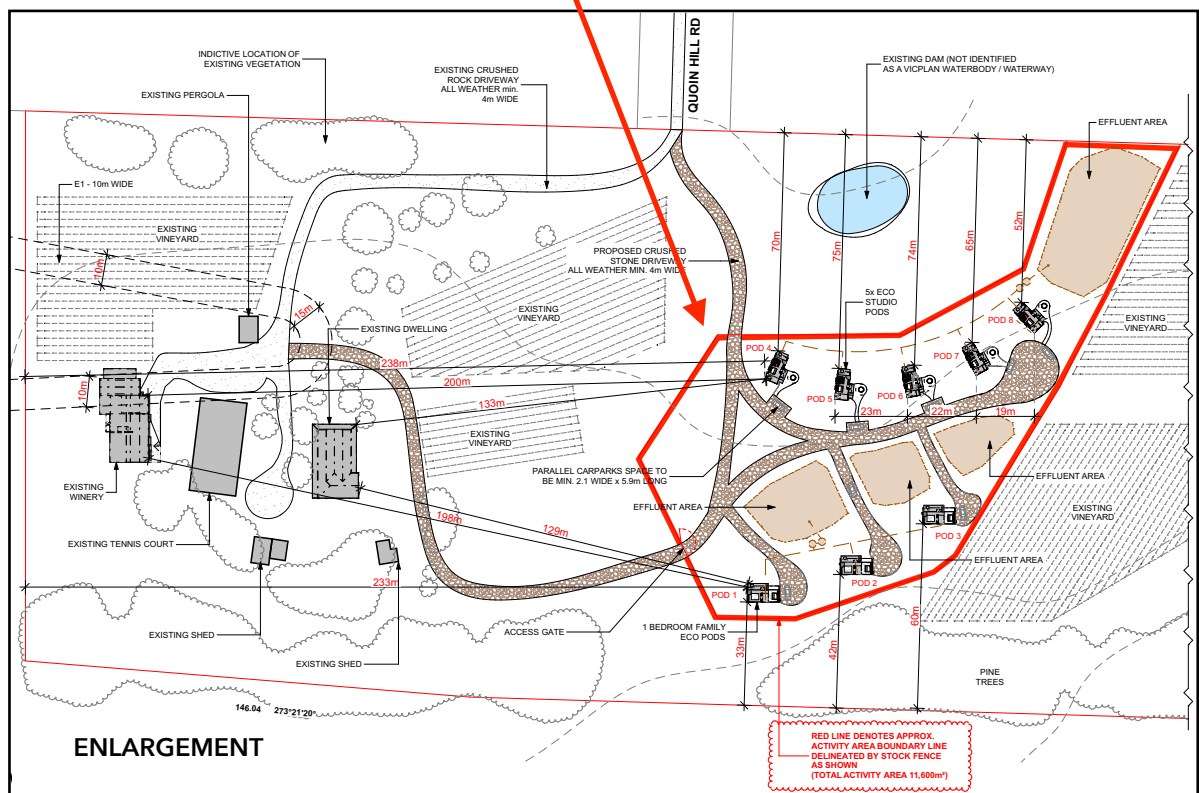 INDICTIVE LOCATION OF
EXISTING VEGETATION
EXISTING PERGOLA
EXISTING CRUSHED
ROCK DRIVEWAY
ALL WEATHER min.
4m WIDE
QUOIN HILL RD
EXISTING DAM (NOT IDENTIFIED
AS A VICPLAN WATERBODY / WATERWAY)
EFFLUENT AREA
E1 - 10m WIDE
EXISTING
VINEYARD
10m
15m
EXISTING DWELLING
PROPOSED CRUSHED
STONE DRIVEWAY
ALL WEATHER MIN. 4m WIDE
EXISTING
VINEYARD
70m
75m
74m
65m
52m
5x ECO
STUDIO
PODS
POD 4
POD 5
POD 6
POD 7
POD 8
EXISTING
VINEYARD
238m
200m
133m
10m
23m
22m
19m
EXISTING
VINEYARD
PARALLEL CARPARKS SPACE TO
BE MIN. 2.1 WIDE x 5.9m LONG
EFFLUENT AREA
EXISTING
WINERY
EXISTING TENNIS COURT
198m
129m
EFFLUENT AREA
EXISTING
VINEYARD
POD 3
EFFLUENT AREA
POD 2
233m
POD 1
EXISTING SHED
EXISTING SHED
ACCESS GATE
1 BEDROOM FAMILY
ECO PODS
33m
42m
60m
PINE
TREES
146.04 273°21'20"
ENLARGEMENT
RED LINE DENOTES APPROX.
ACTIVITY AREA BOUNDARY LINE
DELINEATED BY STOCK FENCE
AS SHOWN
(TOTAL ACTIVITY AREA 11,600m²)